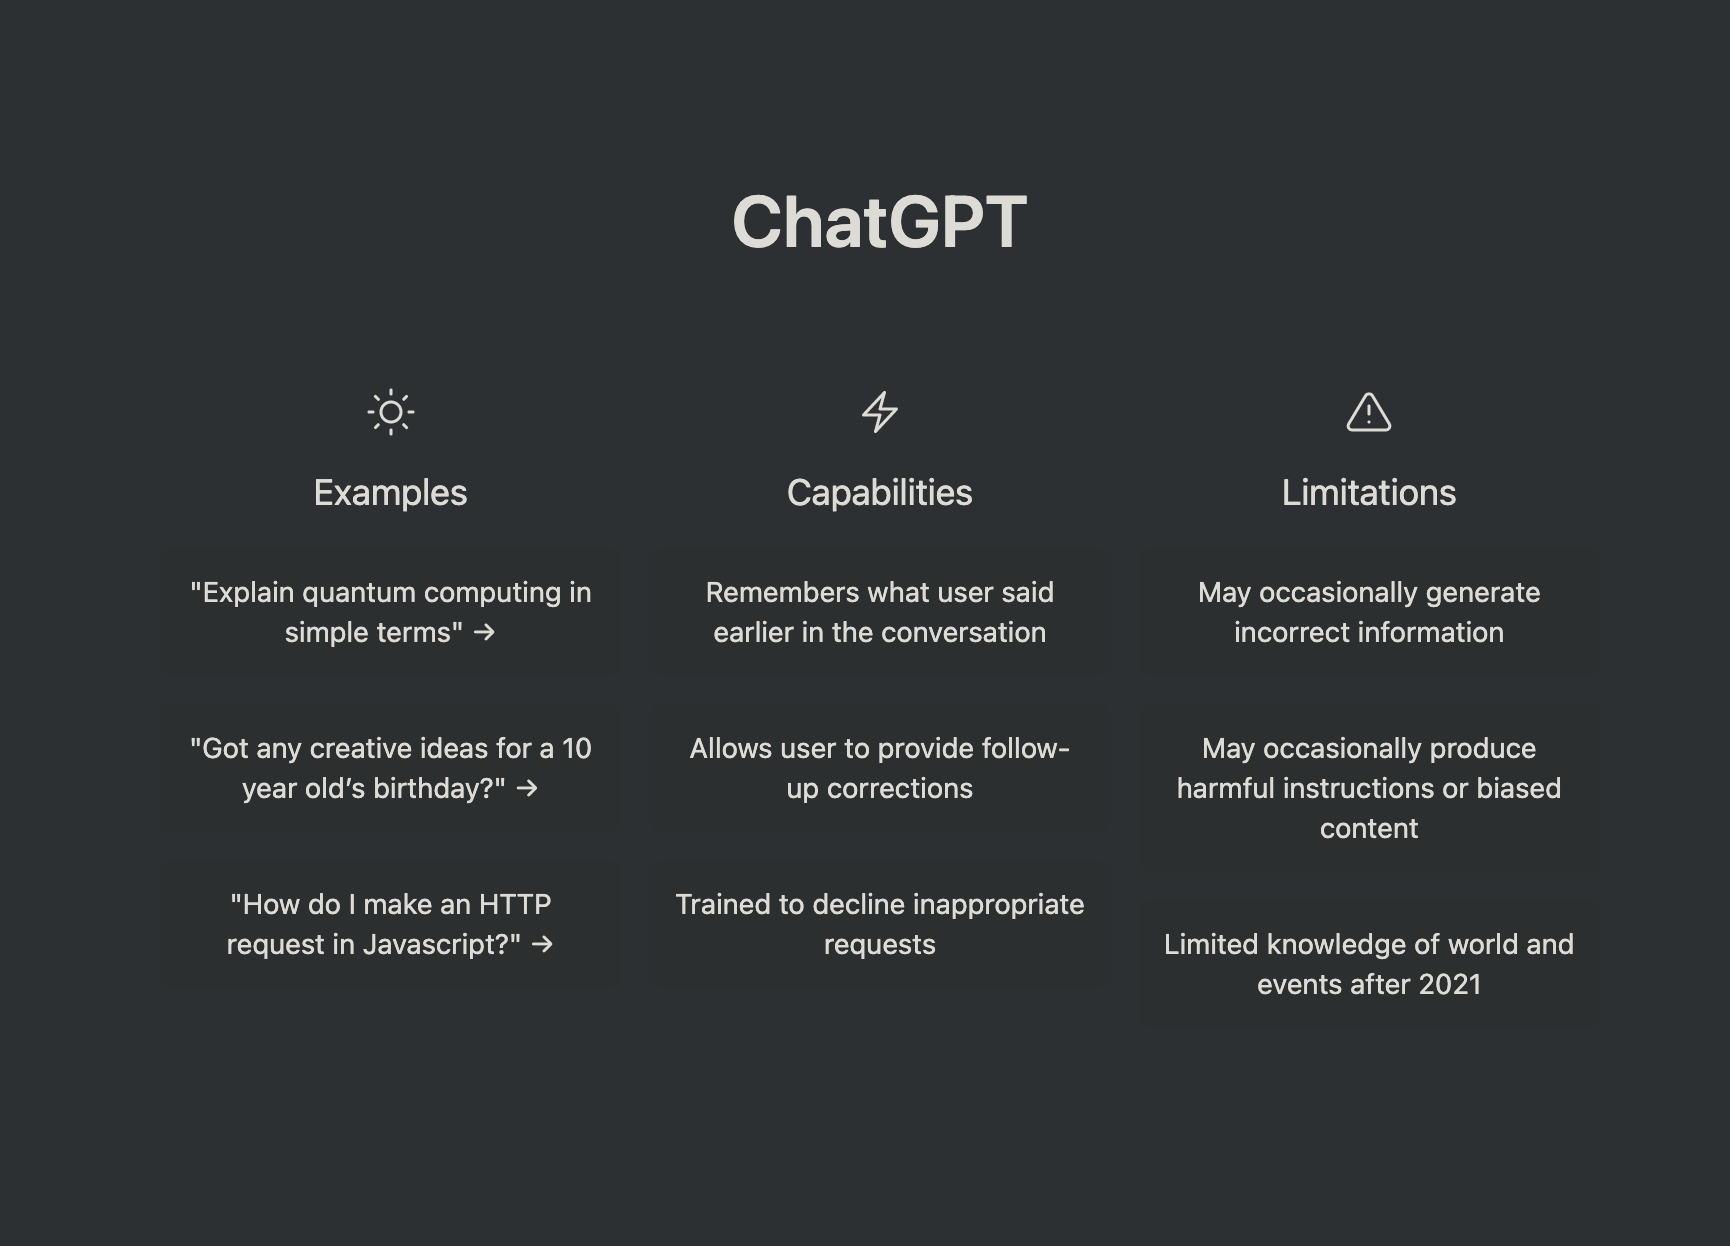 ChatGPT
Examples
"Explain quantum computing in
simple terms" →
"Got any creative ideas for a 10
year old’s birthday?" →
"How do I make an HTTP
request in Javascript?" →
Capabilities
Remembers what user said
earlier in the conversation
Allows user to provide follow-
up corrections
Trained to decline inappropriate
requests
Limitations
May occasionally generate
incorrect information
May occasionally produce
harmful instructions or biased
content
Limited knowledge of world and
events after 2021